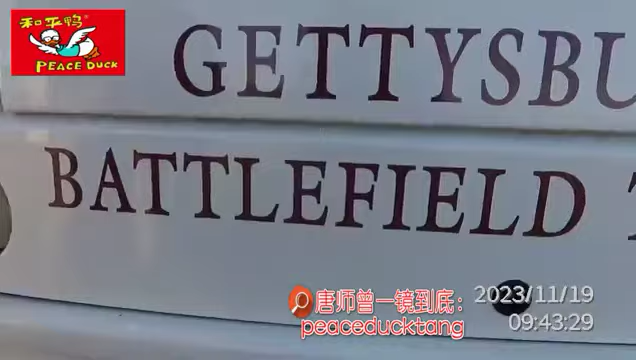 和平鸭
PEACE DUCK
GETTYSBU
BATTLEFIELD
唐师曾一镜到底:
peaceducktang
2023/11/19
09:43:29